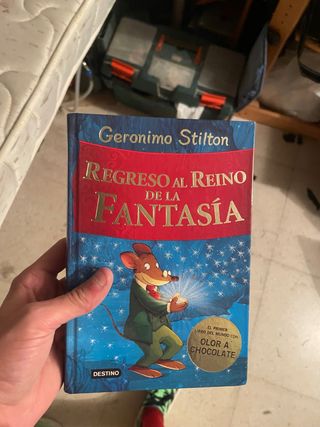 Geronimo Stilton
REGRESO AL REINO
DE LA
FANTASÍA
EL PRIMER
LIBRO DEL MUNDO CON
OLOR A
CHOCOLATE
DESTINO